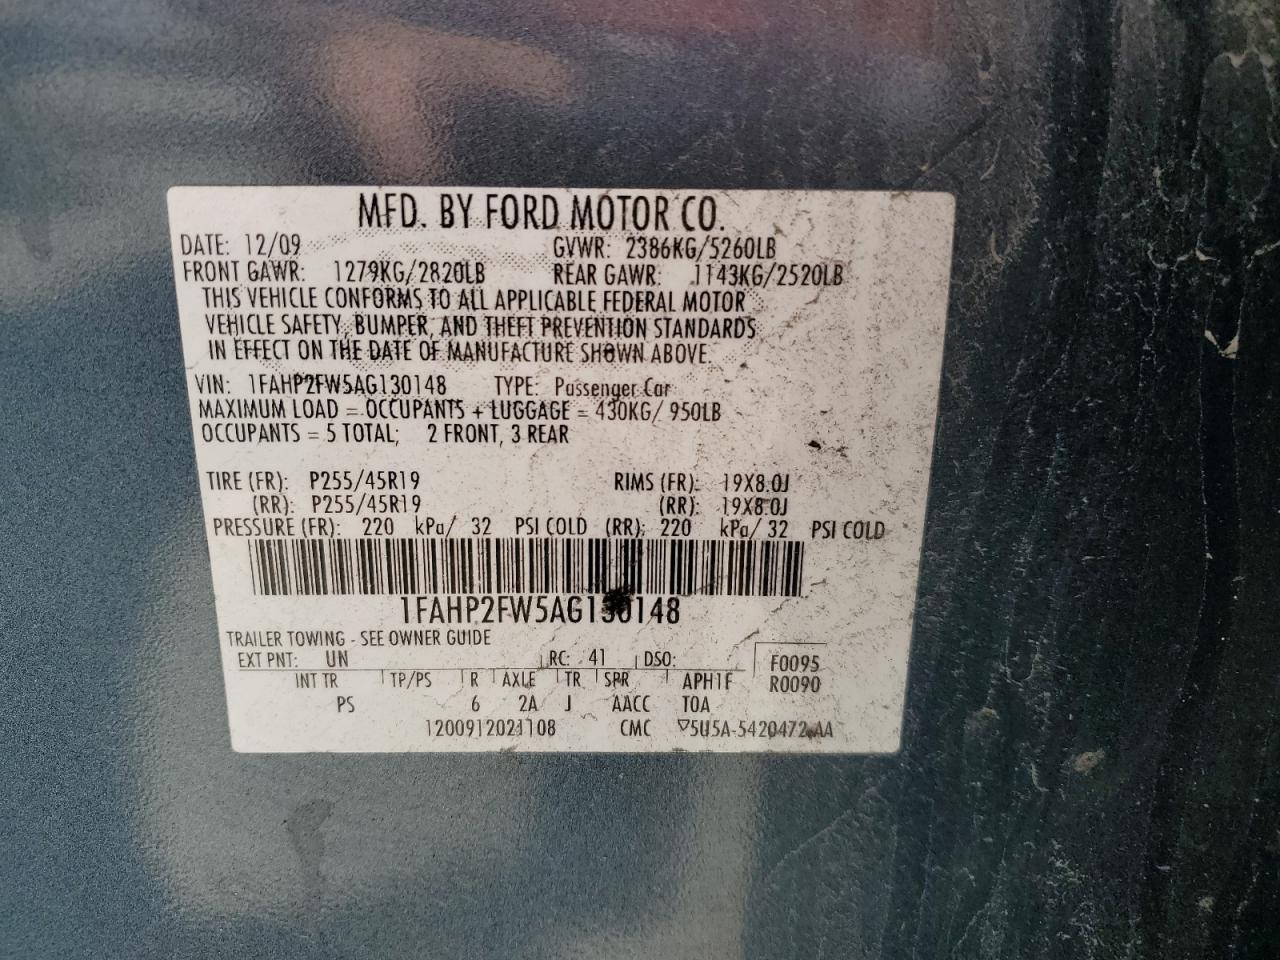 MFD. BY FORD MOTOR CO.
DATE: 12/09 GVWR: 2386KG/5260LB
FRONT GAWR: 1279KG/2820LB REAR GAWR: 1143KG/2520LB
THIS VEHICLE CONFORMS TO ALL APPLICABLE FEDERAL MOTOR
VEHICLE SAFETY, BUMPER, AND THEFT PREVENTION STANDARDS
IN EFFECT ON THE DATE OF MANUFACTURE SHOWN ABOVE.
VIN: 1FAHP2FW5AG130148 TYPE: Passenger Car
MAXIMUM LOAD = OCCUPANTS + LUGGAGE = 430KG/ 950LB
OCCUPANTS = 5 TOTAL; 2 FRONT, 3 REAR
TIRE (FR): P255/45R19 RIMS (FR): 19X8.0J
(RR): P255/45R19 (RR): 19X8.0J
PRESSURE (FR): 220 kPa/ 32 PSI COLD (RR): 220 kPa/ 32 PSI COLD
1FAHP2FW5AG130148
TRAILER TOWING - SEE OWNER GUIDE
EXT PNT: UN RC: 41 DSO: F0095
INT TR TP/PS R AXLE TR SPR APH1F R0090
PS 6 2A J AACC TOA
1200912021108 CMC ▽5U5A-5420472-AA